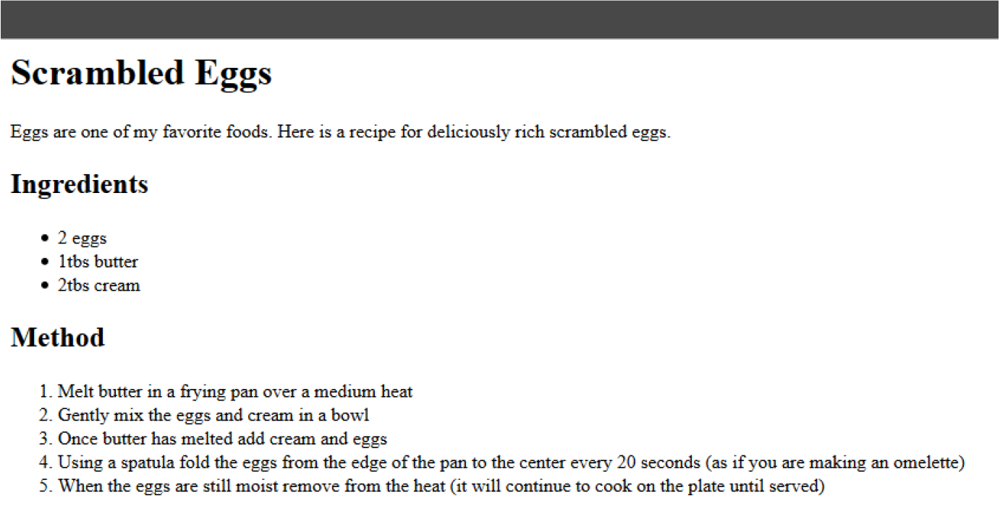 Scrambled Eggs
Eggs are one of my favorite foods. Here is a recipe for deliciously rich scrambled eggs.
Ingredients
• 2 eggs
• 1tbs butter
• 2tbs cream
Method
1. Melt butter in a frying pan over a medium heat
2. Gently mix the eggs and cream in a bowl
3. Once butter has melted add cream and eggs
4. Using a spatula fold the eggs from the edge of the pan to the center every 20 seconds (as if you are making an omelette)
5. When the eggs are still moist remove from the heat (it will continue to cook on the plate until served)